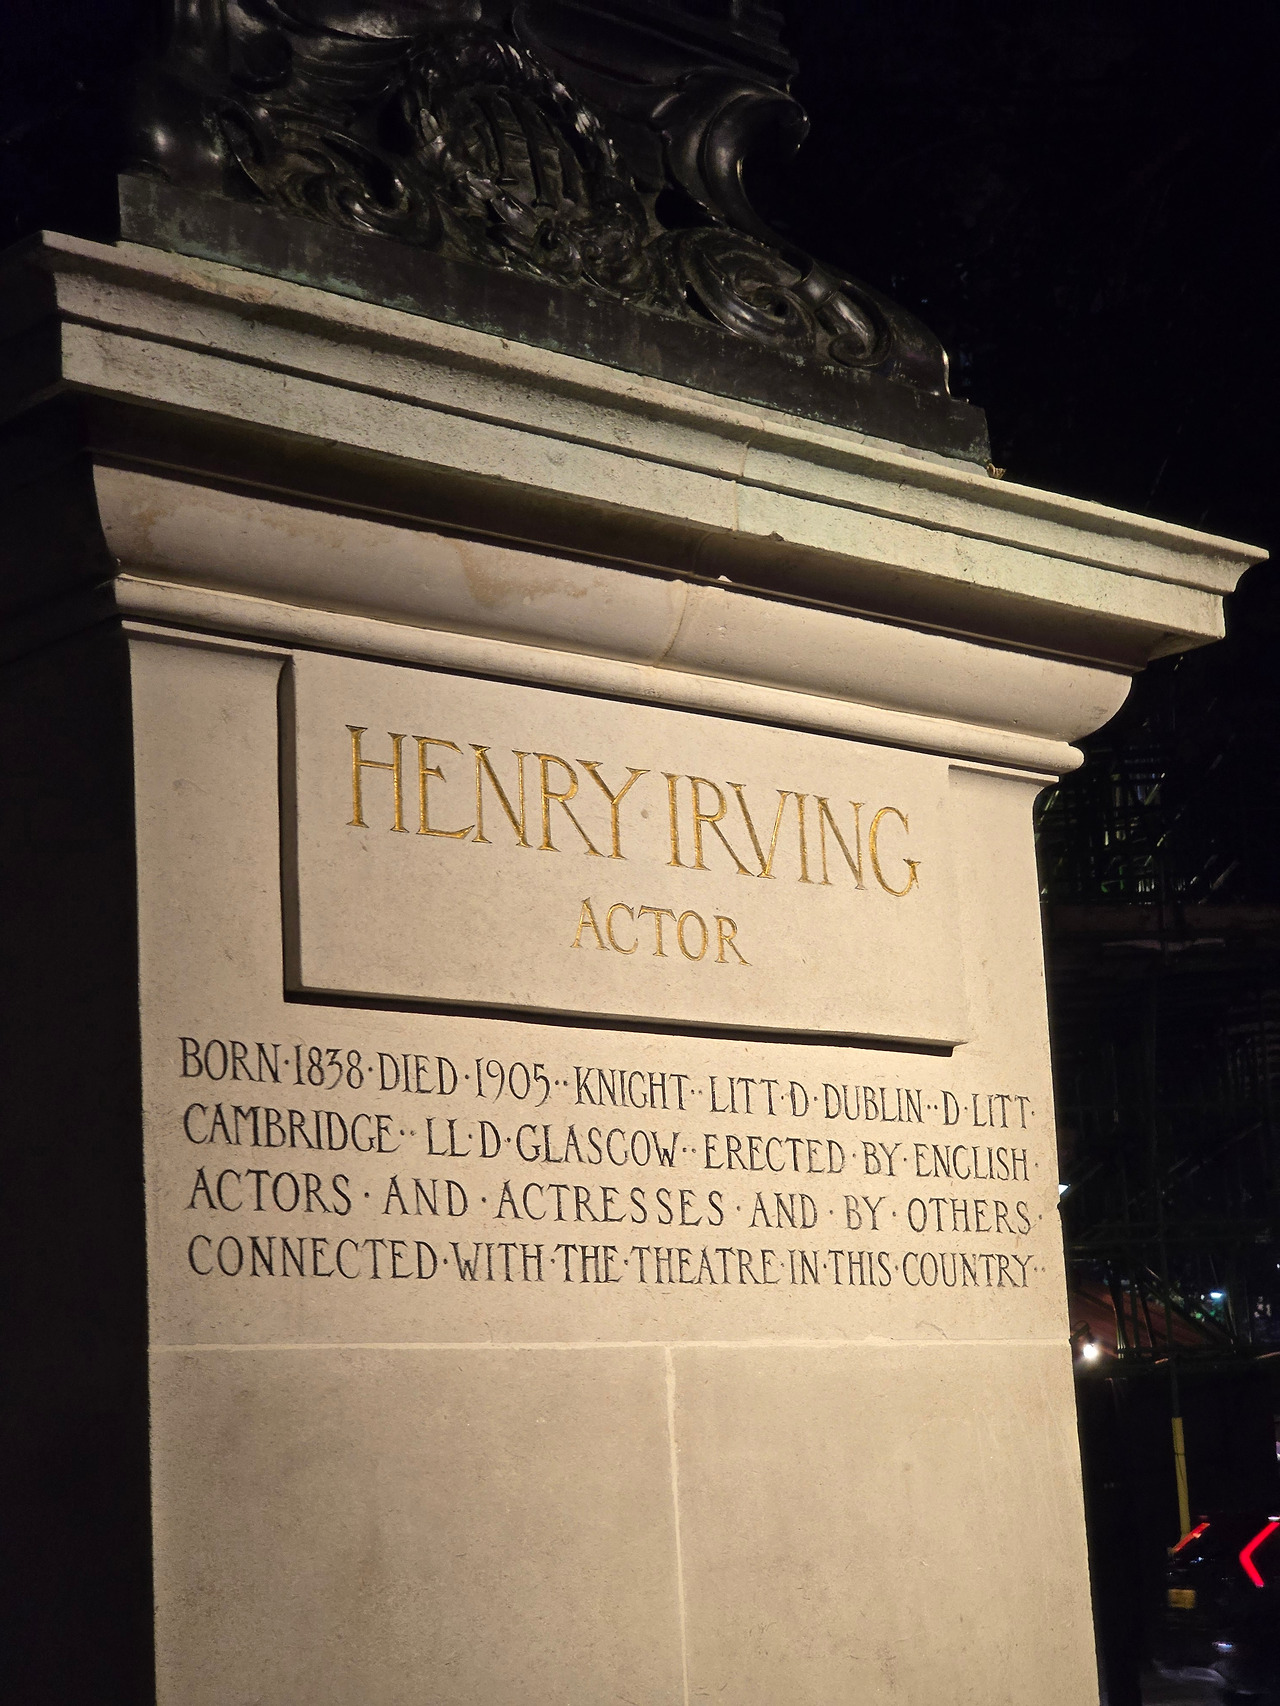 HENRY·IRVING
ACTOR
BORN·1838·DIED·1905··KNIGHT··LITT·D·DUBLIN··D·LITT·
CAMBRIDGE··LL·D·GLASGOW··ERECTED·BY·ENGLISH·
ACTORS·AND·ACTRESSES·AND·BY·OTHERS·
CONNECTED·WITH·THE·THEATRE·IN·THIS·COUNTRY··